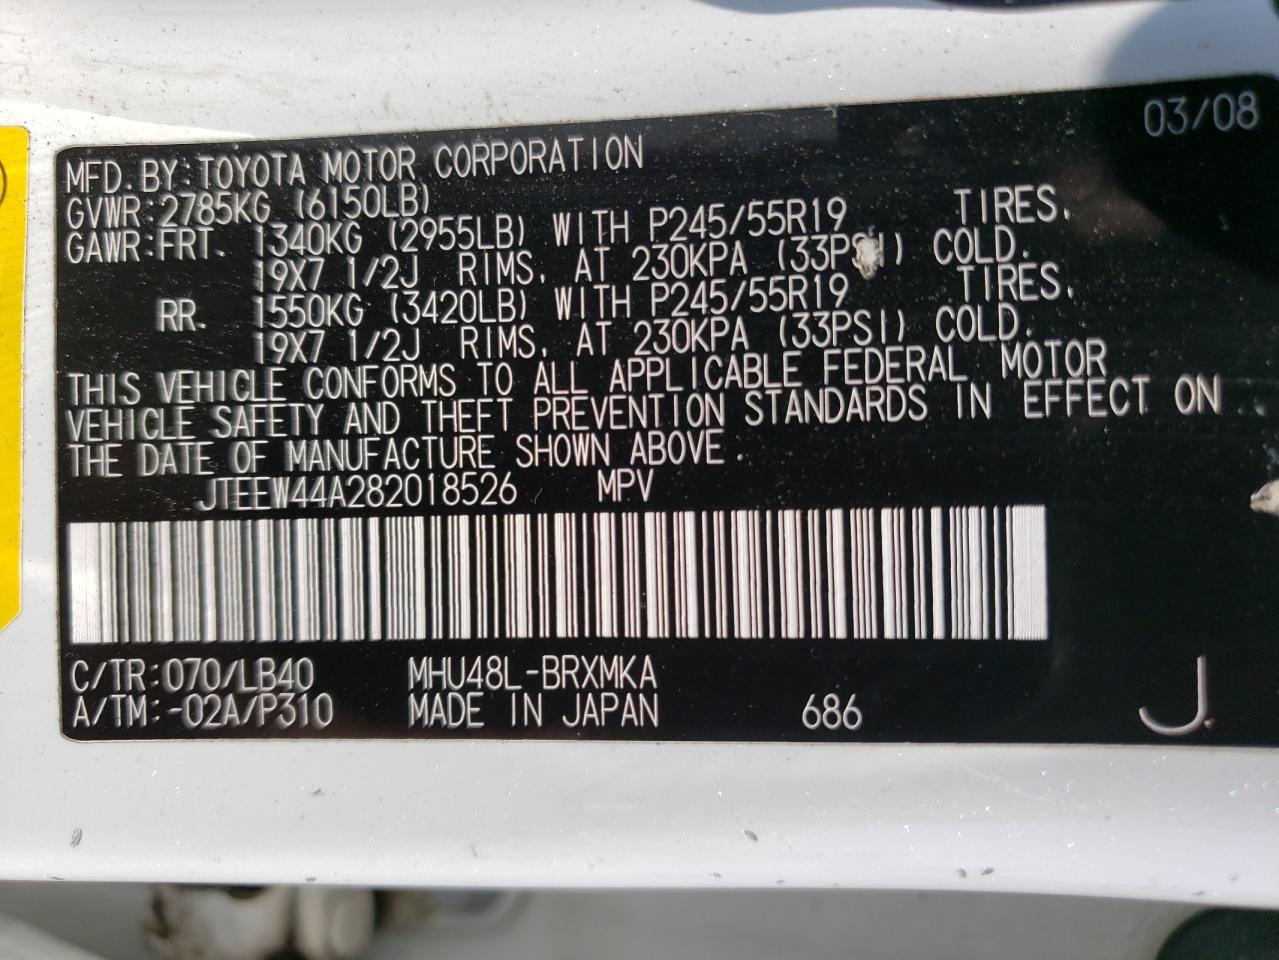 03/08
MFD. BY: TOYOTA MOTOR CORPORATION
GVWR: 2785KG (6150LB)
GAWR: FRT. 1340KG (2955LB) WITH P245/55R19 TIRES,
19X7 1/2J RIMS, AT 230KPA (33PSI) COLD.
RR. 1550KG (3420LB) WITH P245/55R19 TIRES,
19X7 1/2J RIMS, AT 230KPA (33PSI) COLD.
THIS VEHICLE CONFORMS TO ALL APPLICABLE FEDERAL MOTOR
VEHICLE SAFETY AND THEFT PREVENTION STANDARDS IN EFFECT ON
THE DATE OF MANUFACTURE SHOWN ABOVE.
JTEEW44A282018526 MPV
C/TR: 070/LB40 MHU48L-BRXMKA
A/TM: -02A/P310 MADE IN JAPAN 686 J